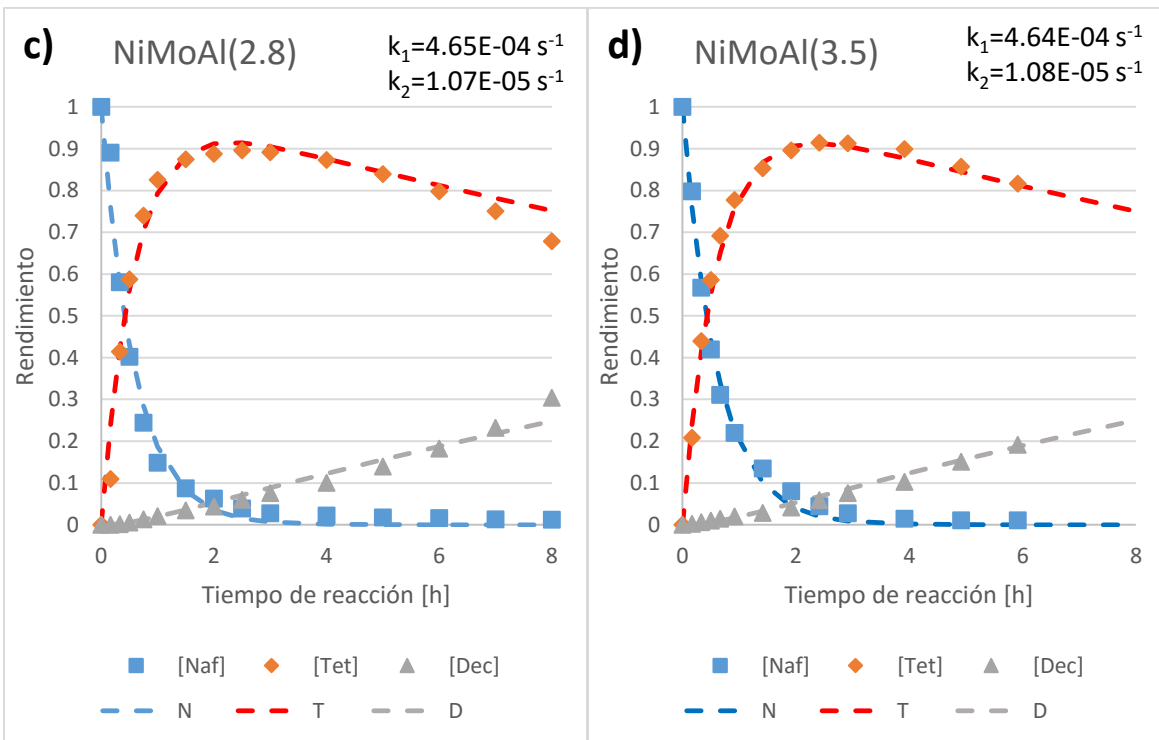 c) NiMoAl(2.8)
k₁=4.65E-04 s⁻¹
k₂=1.07E-05 s⁻¹
1
0.9
0.8
0.7
0.6
0.5
0.4
0.3
0.2
0.1
0
Rendimiento
0 2 4 6 8
Tiempo de reacción [h]
[Naf] [Tet] [Dec]
N T D
d) NiMoAl(3.5)
k₁=4.64E-04 s⁻¹
k₂=1.08E-05 s⁻¹
1
0.9
0.8
0.7
0.6
0.5
0.4
0.3
0.2
0.1
0
Rendimiento
0 2 4 6 8
Tiempo de reacción [h]
[Naf] [Tet] [Dec]
N T D